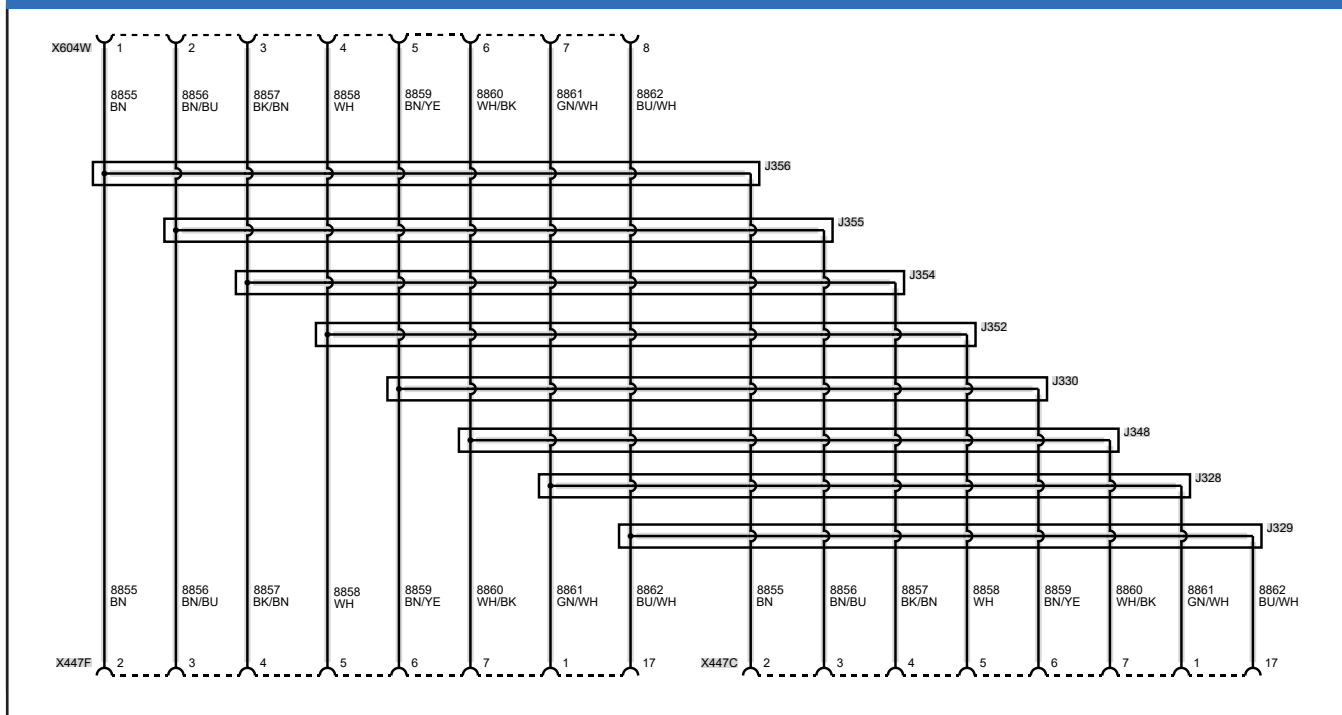 X604W 1 2 3 4 5 6 7 8
8855 8856 8857 8858 8859 8860 8861 8862
BN BN/BU BK/BN WH BN/YE WH/BK GN/WH BU/WH
J356
J355
J354
J352
J330
J348
J328
J329
8855 8856 8857 8858 8859 8860 8861 8862 8855 8856 8857 8858 8859 8860 8861 8862
BN BN/BU BK/BN WH BN/YE WH/BK GN/WH BU/WH BN BN/BU BK/BN WH BN/YE WH/BK GN/WH BU/WH
X447F 2 3 4 5 6 7 1 17 X447C 2 3 4 5 6 7 1 17